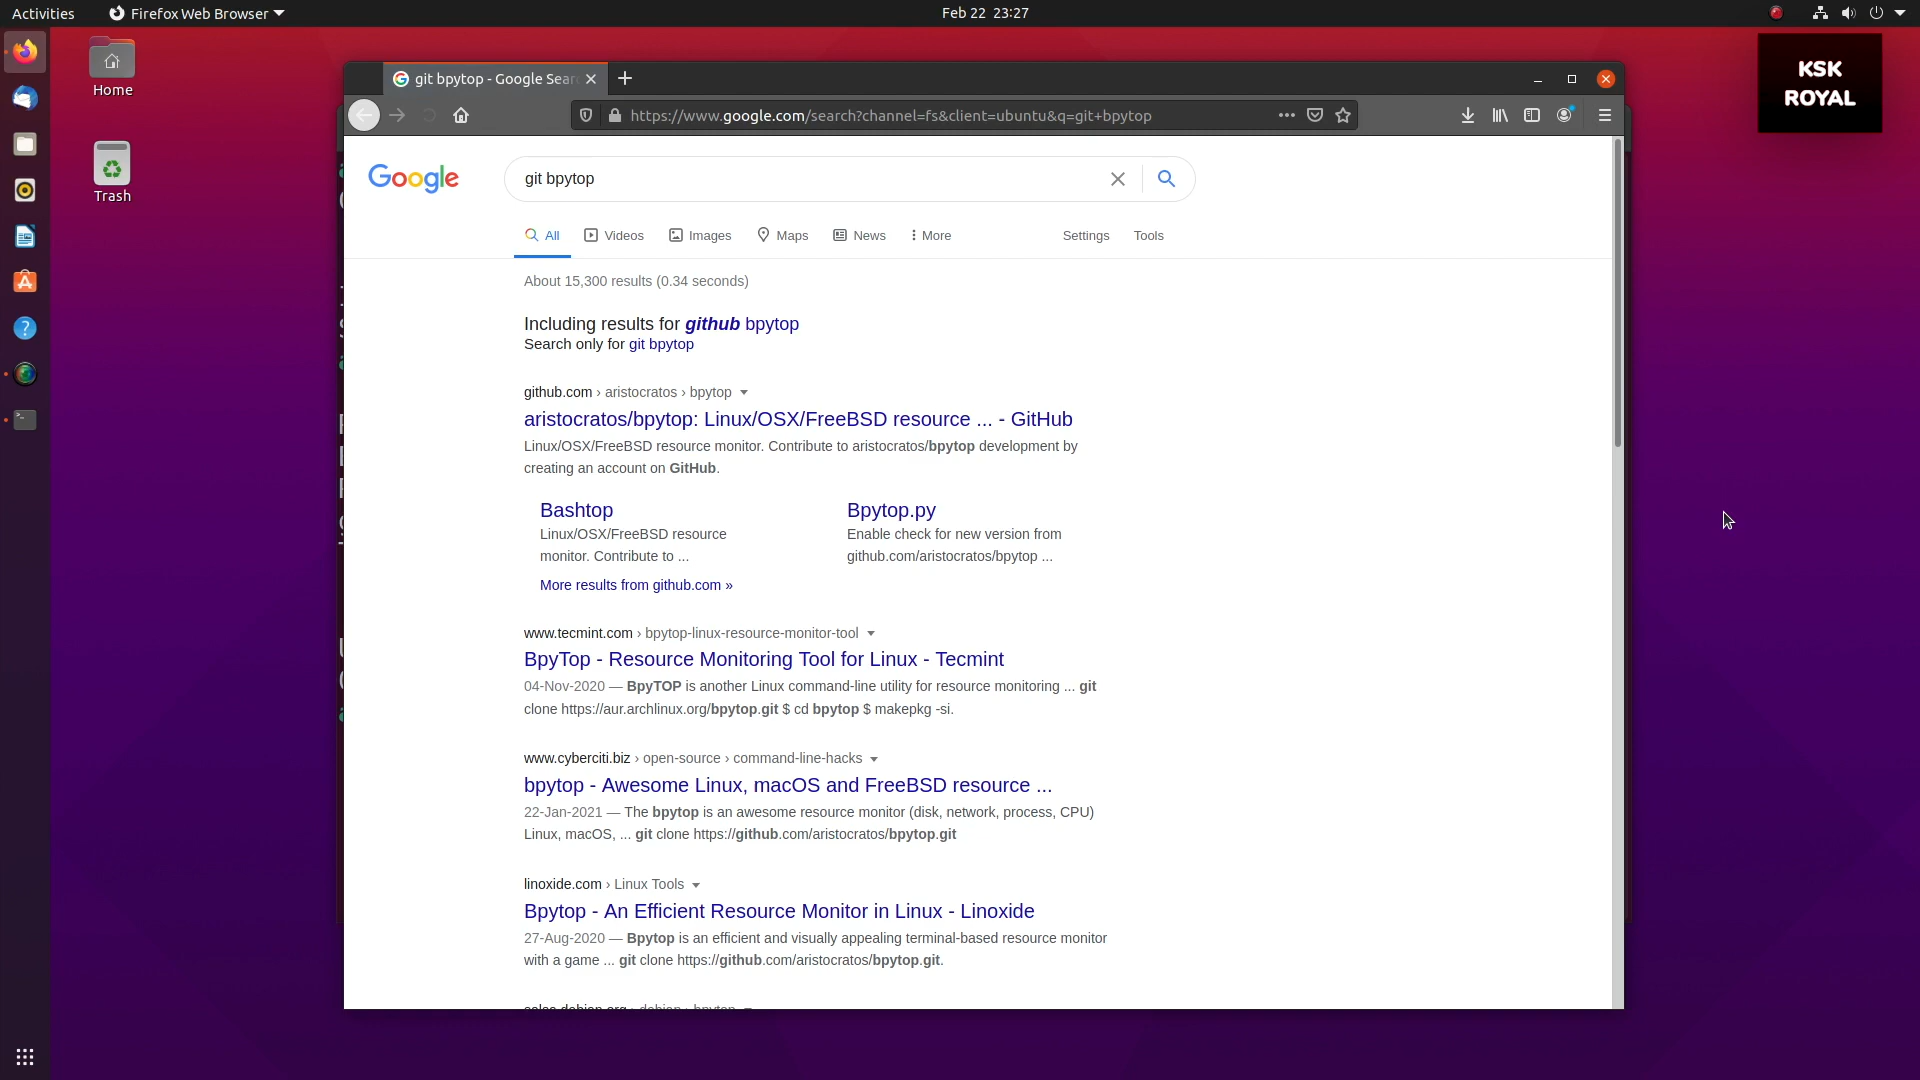 Activities
Firefox Web Browser
Feb 22 23:27
KSK
ROYAL
Home
Trash
git bpytop - Google Sear
https://www.google.com/search?channel=fs&client=ubuntu&q=git+bpytop
Google
git bpytop
All
Videos
Images
Maps
News
More
Settings
Tools
About 15,300 results (0.34 seconds)
Including results for github bpytop
Search only for git bpytop
github.com › aristocratos › bpytop
aristocratos/bpytop: Linux/OSX/FreeBSD resource ... - GitHub
Linux/OSX/FreeBSD resource monitor. Contribute to aristocratos/bpytop development by
creating an account on GitHub.
Bashtop
Linux/OSX/FreeBSD resource
monitor. Contribute to ...
Bpytop.py
Enable check for new version from
github.com/aristocratos/bpytop ...
More results from github.com »
www.tecmint.com › bpytop-linux-resource-monitor-tool
BpyTop - Resource Monitoring Tool for Linux - Tecmint
04-Nov-2020 — BpyTOP is another Linux command-line utility for resource monitoring ... git
clone https://aur.archlinux.org/bpytop.git $ cd bpytop $ makepkg -si.
www.cyberciti.biz › open-source › command-line-hacks
bpytop - Awesome Linux, macOS and FreeBSD resource ...
22-Jan-2021 — The bpytop is an awesome resource monitor (disk, network, process, CPU)
Linux, macOS, ... git clone https://github.com/aristocratos/bpytop.git
linoxide.com › Linux Tools
Bpytop - An Efficient Resource Monitor in Linux - Linoxide
27-Aug-2020 — Bpytop is an efficient and visually appealing terminal-based resource monitor
with a game ... git clone https://github.com/aristocratos/bpytop.git.